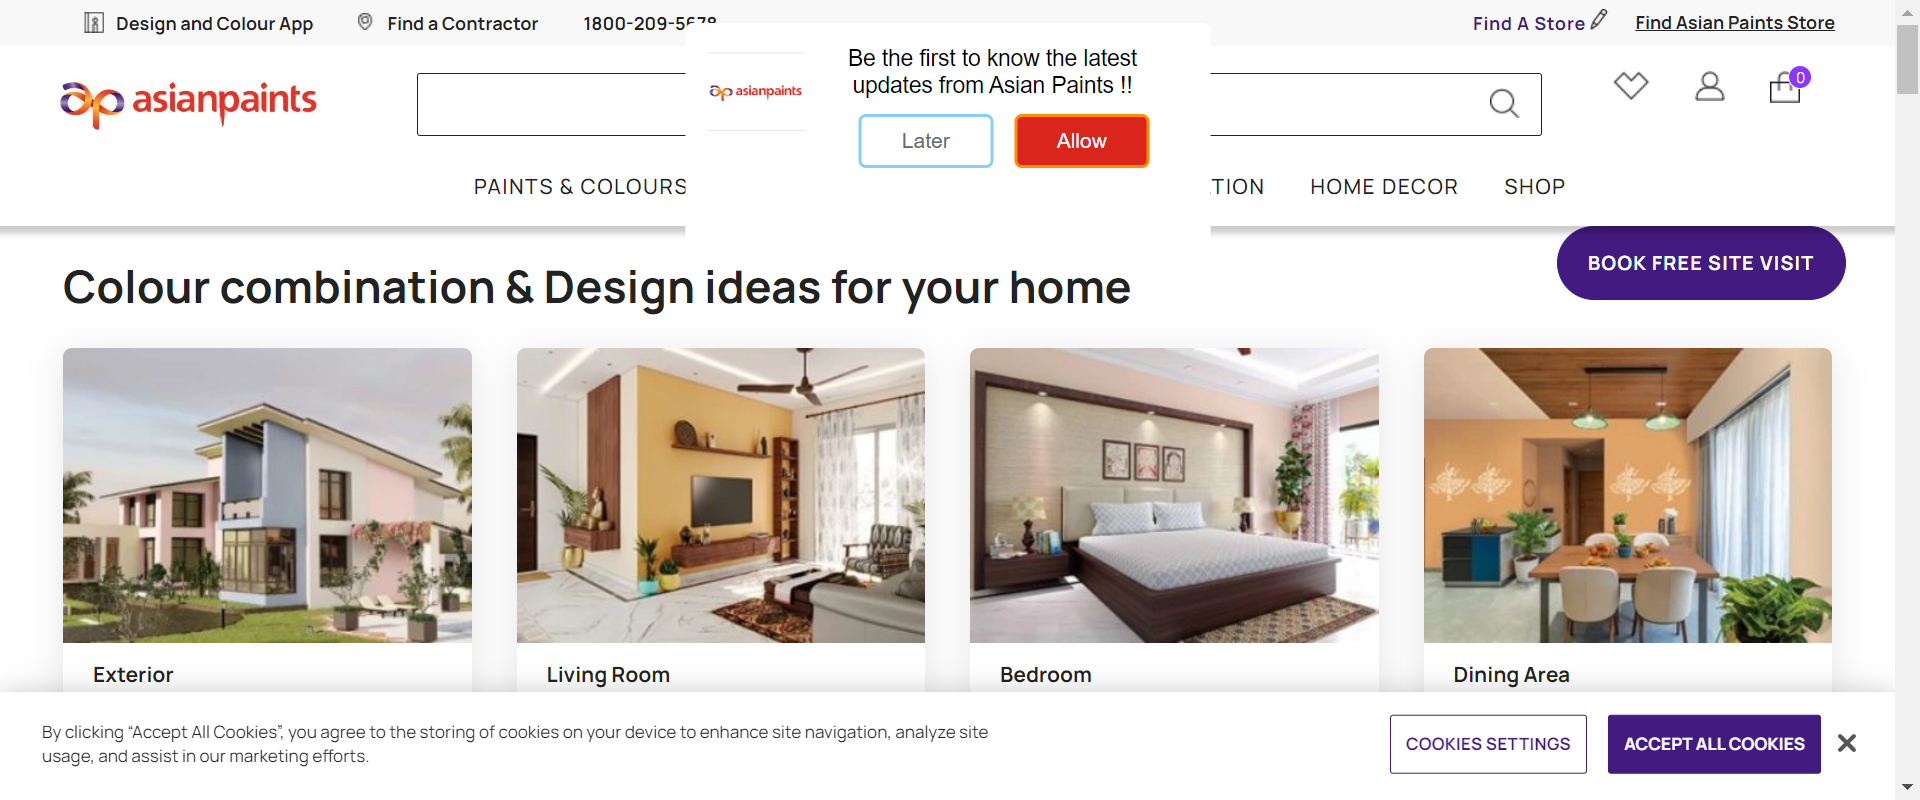 Design and Colour App
Find a Contractor
1800-209-5678
Find A Store
Find Asian Paints Store
asianpaints
asianpaints
Be the first to know the latest
updates from Asian Paints !!
Later
Allow
0
PAINTS & COLOURS
TION
HOME DECOR
SHOP
BOOK FREE SITE VISIT
Colour combination & Design ideas for your home
Exterior
Living Room
Bedroom
Dining Area
By clicking “Accept All Cookies”, you agree to the storing of cookies on your device to enhance site navigation, analyze site
usage, and assist in our marketing efforts.
COOKIES SETTINGS
ACCEPT ALL COOKIES